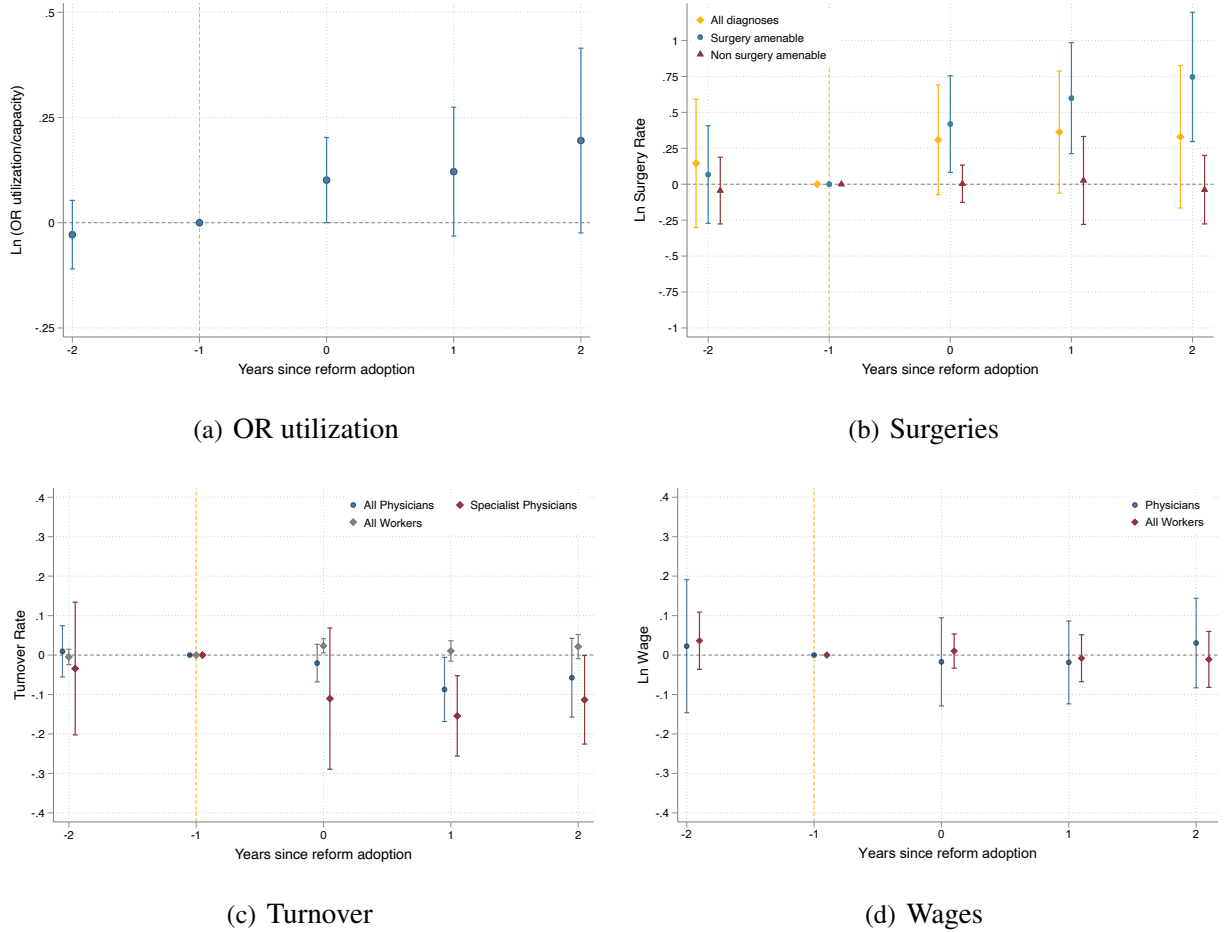 Ln (OR utilization/capacity)
.5
.25
0
-.25
-2 -1 0 1 2
Years since reform adoption
(a) OR utilization
All diagnoses
Surgery amenable
Non surgery amenable
Ln Surgery Rate
1
.75
.5
.25
0
-.25
-.5
-.75
-1
-2 -1 0 1 2
Years since reform adoption
(b) Surgeries
All Physicians Specialist Physicians
All Workers
Turnover Rate
.4
.3
.2
.1
0
-.1
-.2
-.3
-.4
-2 -1 0 1 2
Years since reform adoption
(c) Turnover
Physicians
All Workers
Ln Wage
.4
.3
.2
.1
0
-.1
-.2
-.3
-.4
-2 -1 0 1 2
Years since reform adoption
(d) Wages